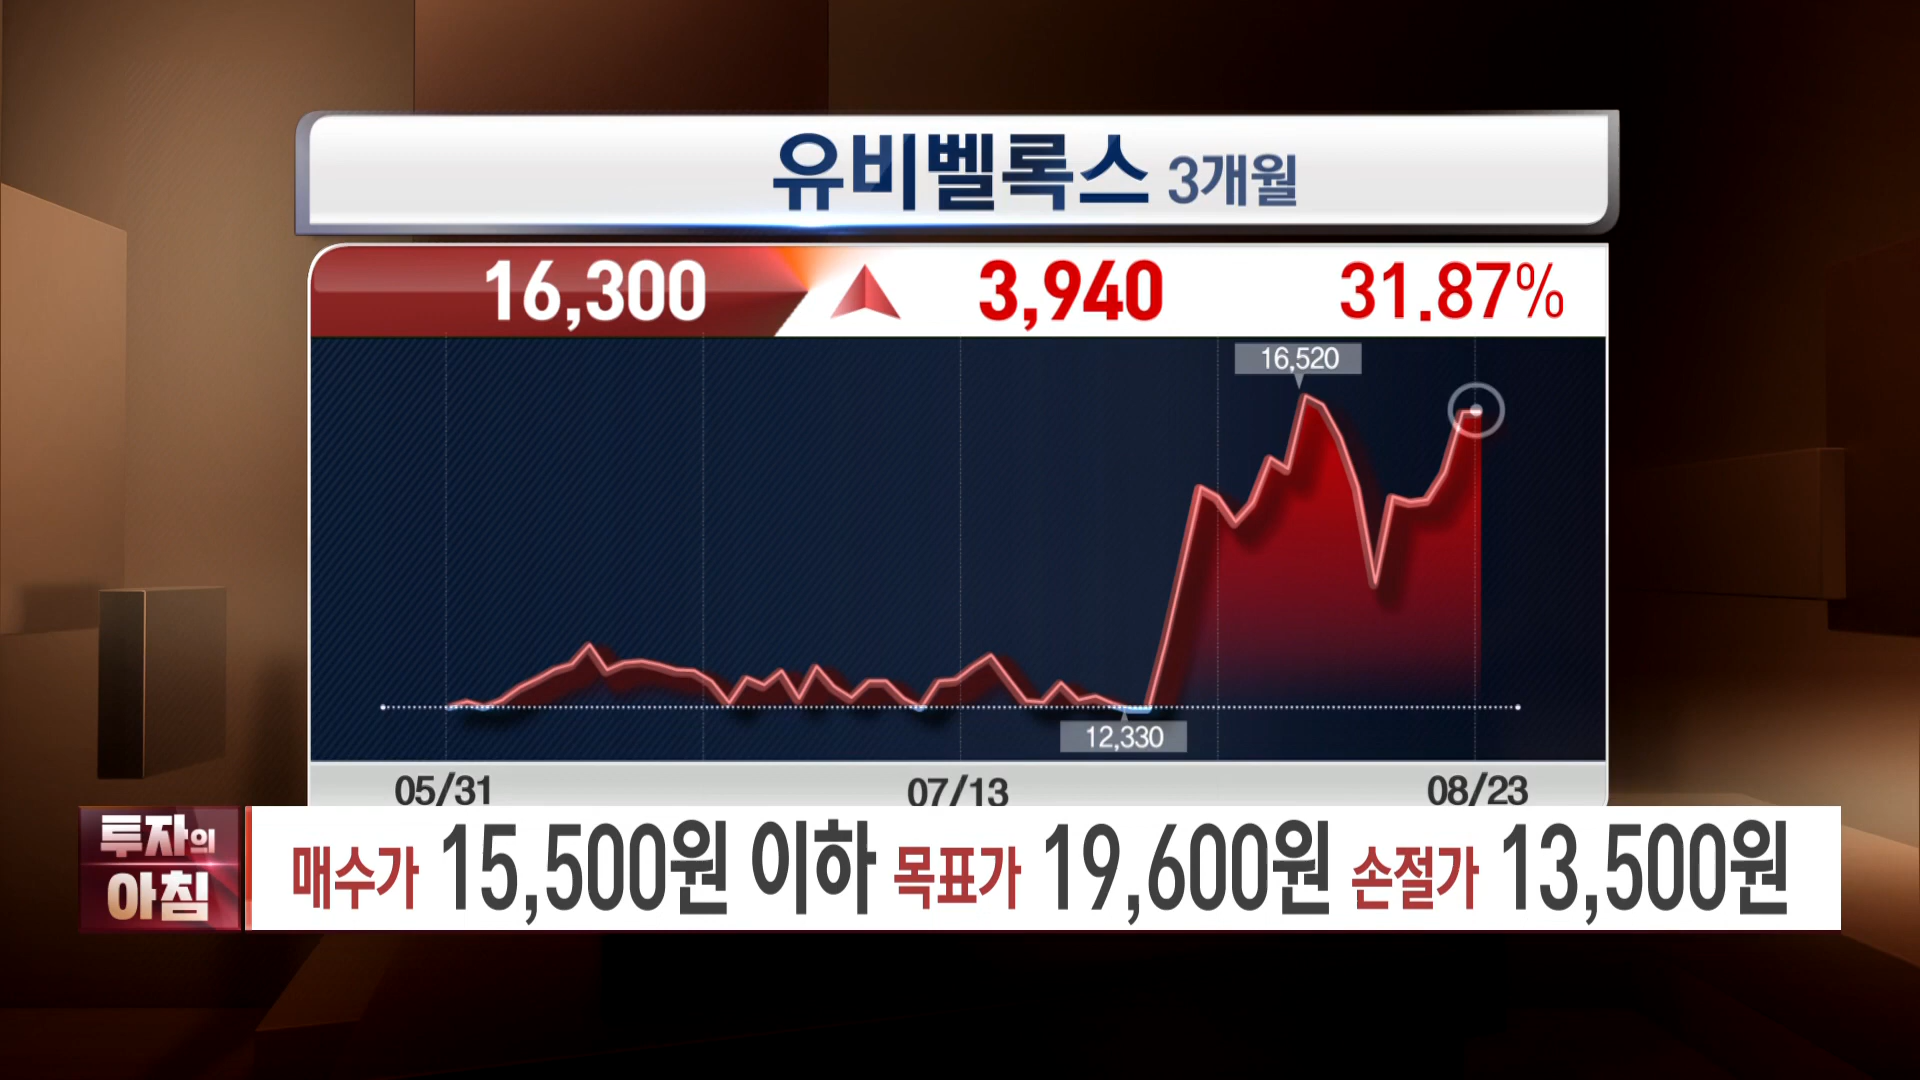 유비벨록스 3개월
16,300 ▲ 3,940 31.87%
16,520
12,330
05/31 07/13 08/23
투자의
아침
매수가 15,500원 이하 목표가 19,600원 손절가 13,500원